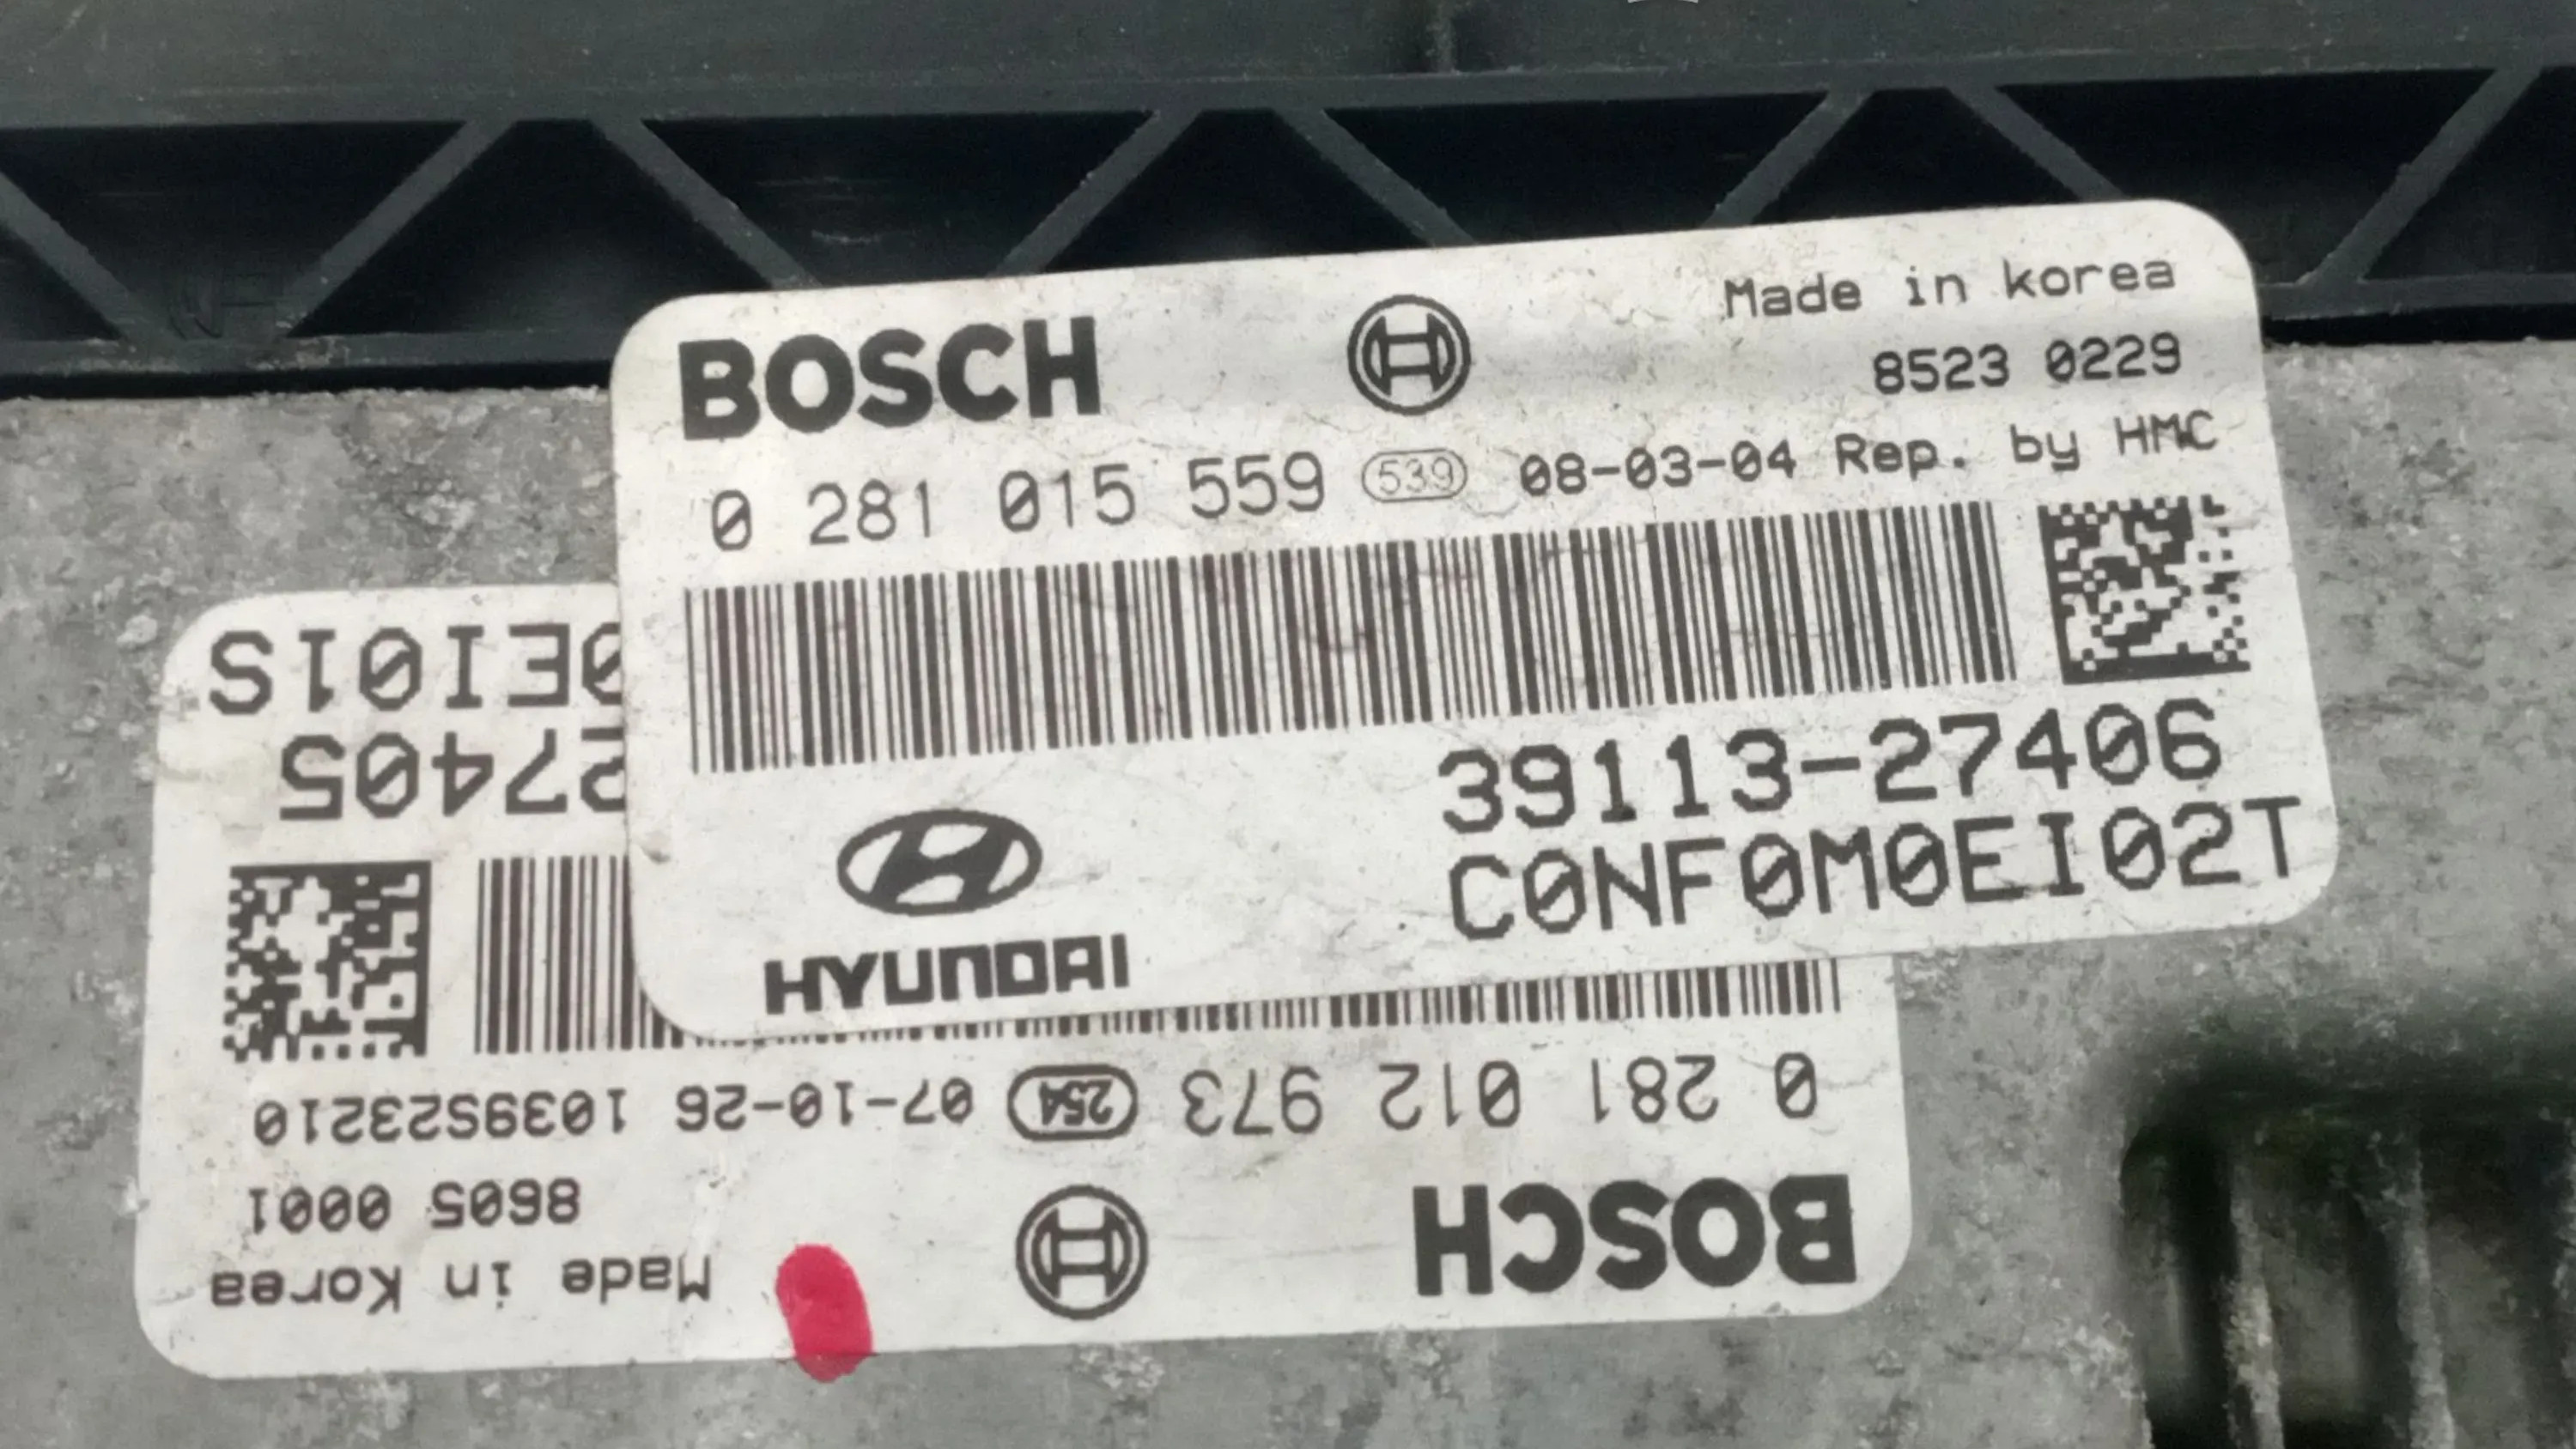 BOSCH
Made in korea
8523 0229
0 281 015 559 539 08-03-04 Rep. by HMC
39113-27406
C0NF0M0EI02T
HYUNDAI
BOSCH
Made in Korea
8605 0001
0 281 012 973 254 07-10-26 1039S23210
27405
0EI01S